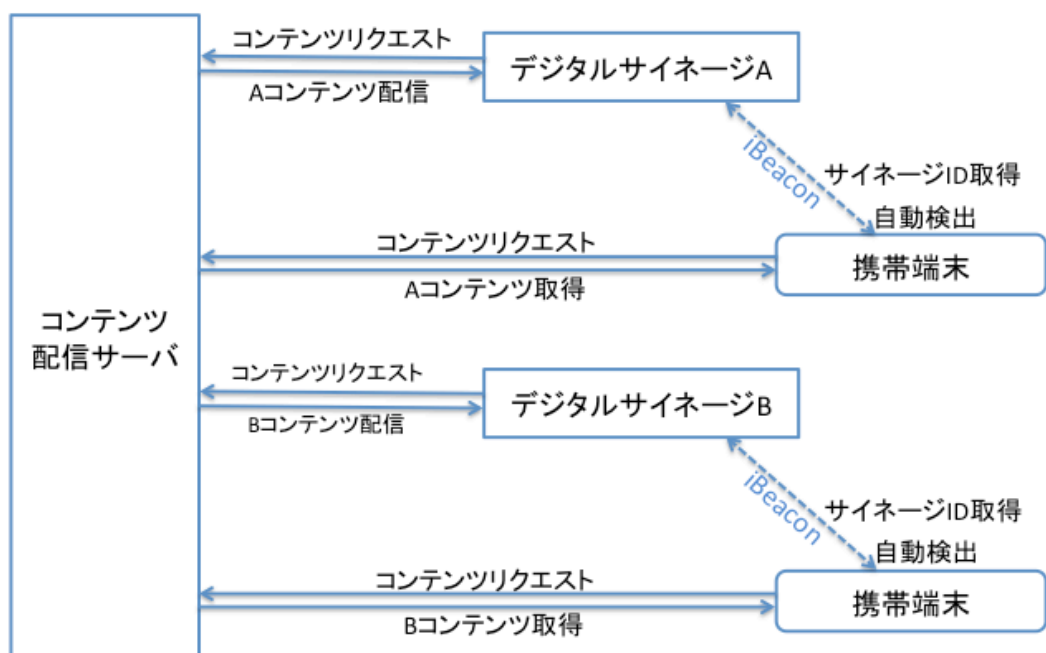 コンテンツリクエスト
デジタルサイネージA
Aコンテンツ配信
iBeacon
サイネージID取得
自動検出
コンテンツリクエスト
携帯端末
Aコンテンツ取得
コンテンツ
配信サーバ
コンテンツリクエスト
デジタルサイネージB
Bコンテンツ配信
iBeacon
サイネージID取得
自動検出
コンテンツリクエスト
携帯端末
Bコンテンツ取得